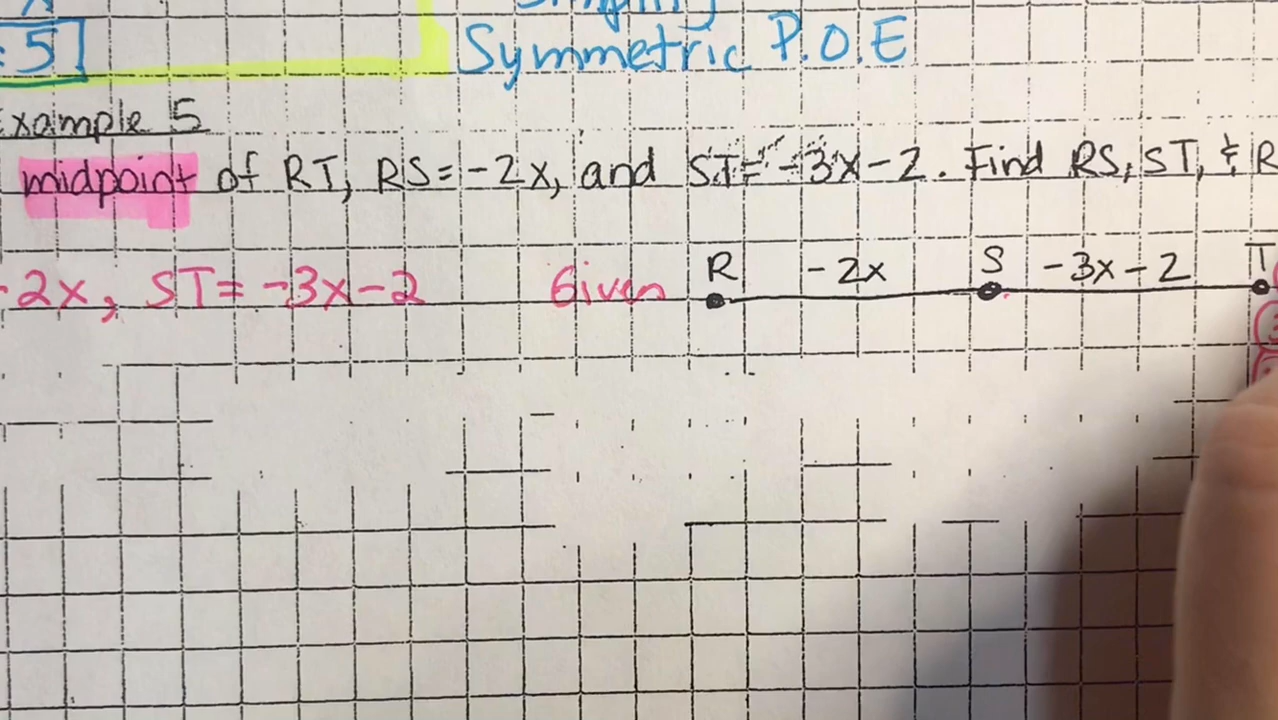 5
Symmetric P.O.E
Example 5
midpoint of RT, RS=-2x, and ST=-3x-2. Find RS, ST, & R
R -2x S -3x-2 T
-2x, ST=-3x-2 Given